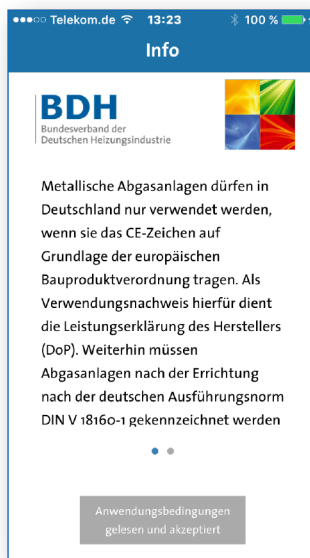 Telekom.de 13:23 100 %
Info
BDH
Bundesverband der
Deutschen Heizungsindustrie
Metallische Abgasanlagen dürfen in
Deutschland nur verwendet werden,
wenn sie das CE-Zeichen auf
Grundlage der europäischen
Bauproduktverordnung tragen. Als
Verwendungsnachweis hierfür dient
die Leistungserklärung des Herstellers
(DoP). Weiterhin müssen
Abgasanlagen nach der Errichtung
nach der deutschen Ausführungsnorm
DIN V 18160-1 gekennzeichnet werden
Anwendungsbedingungen
gelesen und akzeptiert